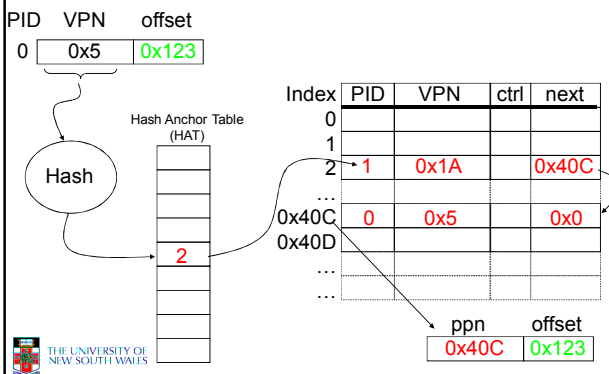 PID VPN offset
0 0x5 0x123
Hash
Hash Anchor Table
(HAT)
2
Index PID VPN ctrl next
0
1
2 1 0x1A 0x40C
...
0x40C 0 0x5 0x0
0x40D
...
...
ppn offset
0x40C 0x123
THE UNIVERSITY OF
NEW SOUTH WALES